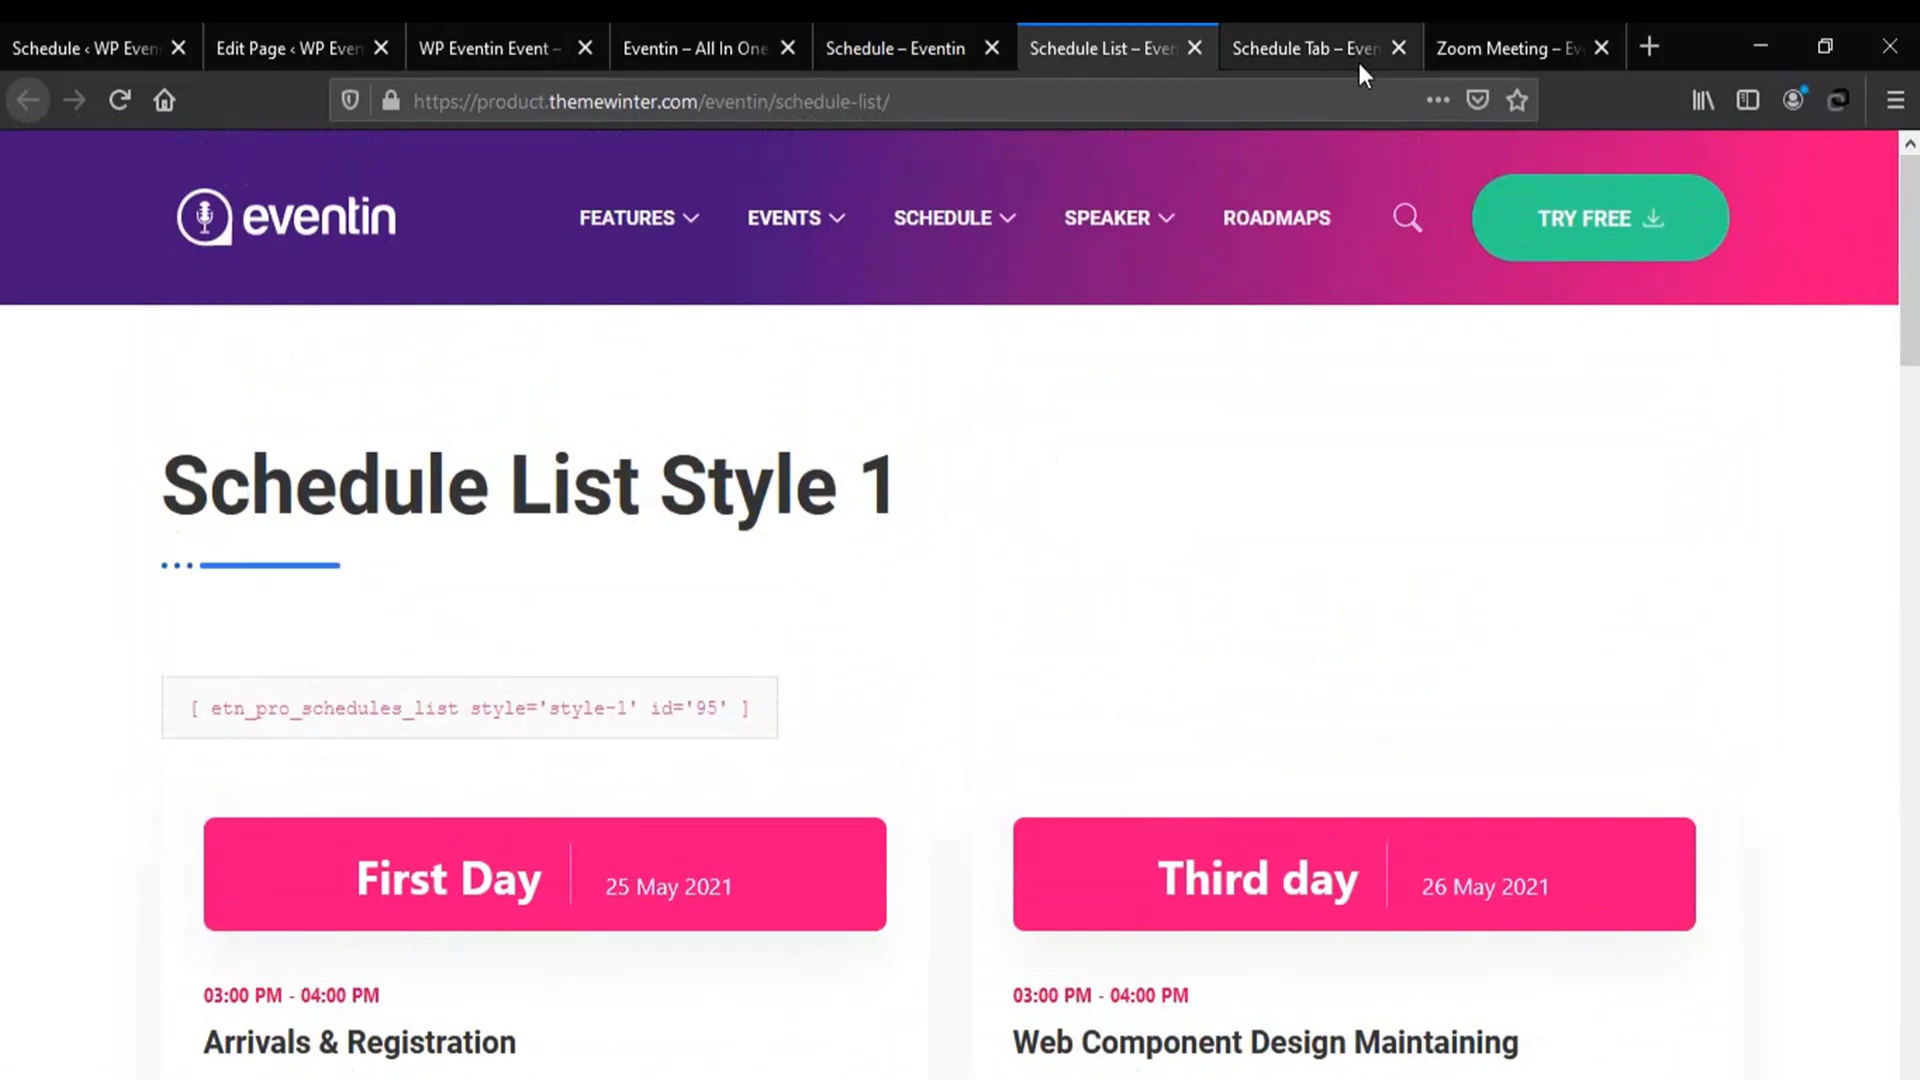 Schedule ‹ WP Even
Edit Page ‹ WP Even
WP Eventin Event –
Eventin – All In One
Schedule – Eventin
Schedule List – Even
Schedule Tab – Even
Zoom Meeting – Ev
https://product.themewinter.com/eventin/schedule-list/
eventin
FEATURES
EVENTS
SCHEDULE
SPEAKER
ROADMAPS
TRY FREE
Schedule List Style 1
[ etn_pro_schedules_list style='style-1' id='95' ]
First Day
25 May 2021
Third day
26 May 2021
03:00 PM - 04:00 PM
03:00 PM - 04:00 PM
Arrivals & Registration
Web Component Design Maintaining